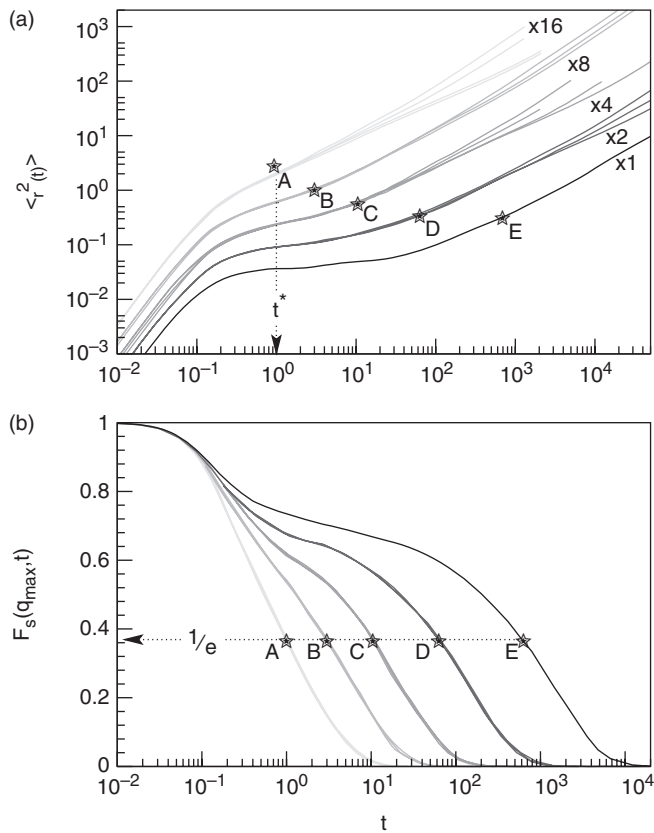 (a)
10³
10²
10¹
10⁰
10⁻¹
10⁻²
10⁻³
<r²(t)>
x16
x8
x4
x2
x1
A
B
C
D
E
t*
10⁻² 10⁻¹ 10⁰ 10¹ 10² 10³ 10⁴
(b)
1
0.8
0.6
0.4
0.2
0
Fₛ(qₘₐₓ,t)
1/e
A B C D E
10⁻² 10⁻¹ 10⁰ 10¹ 10² 10³ 10⁴
t